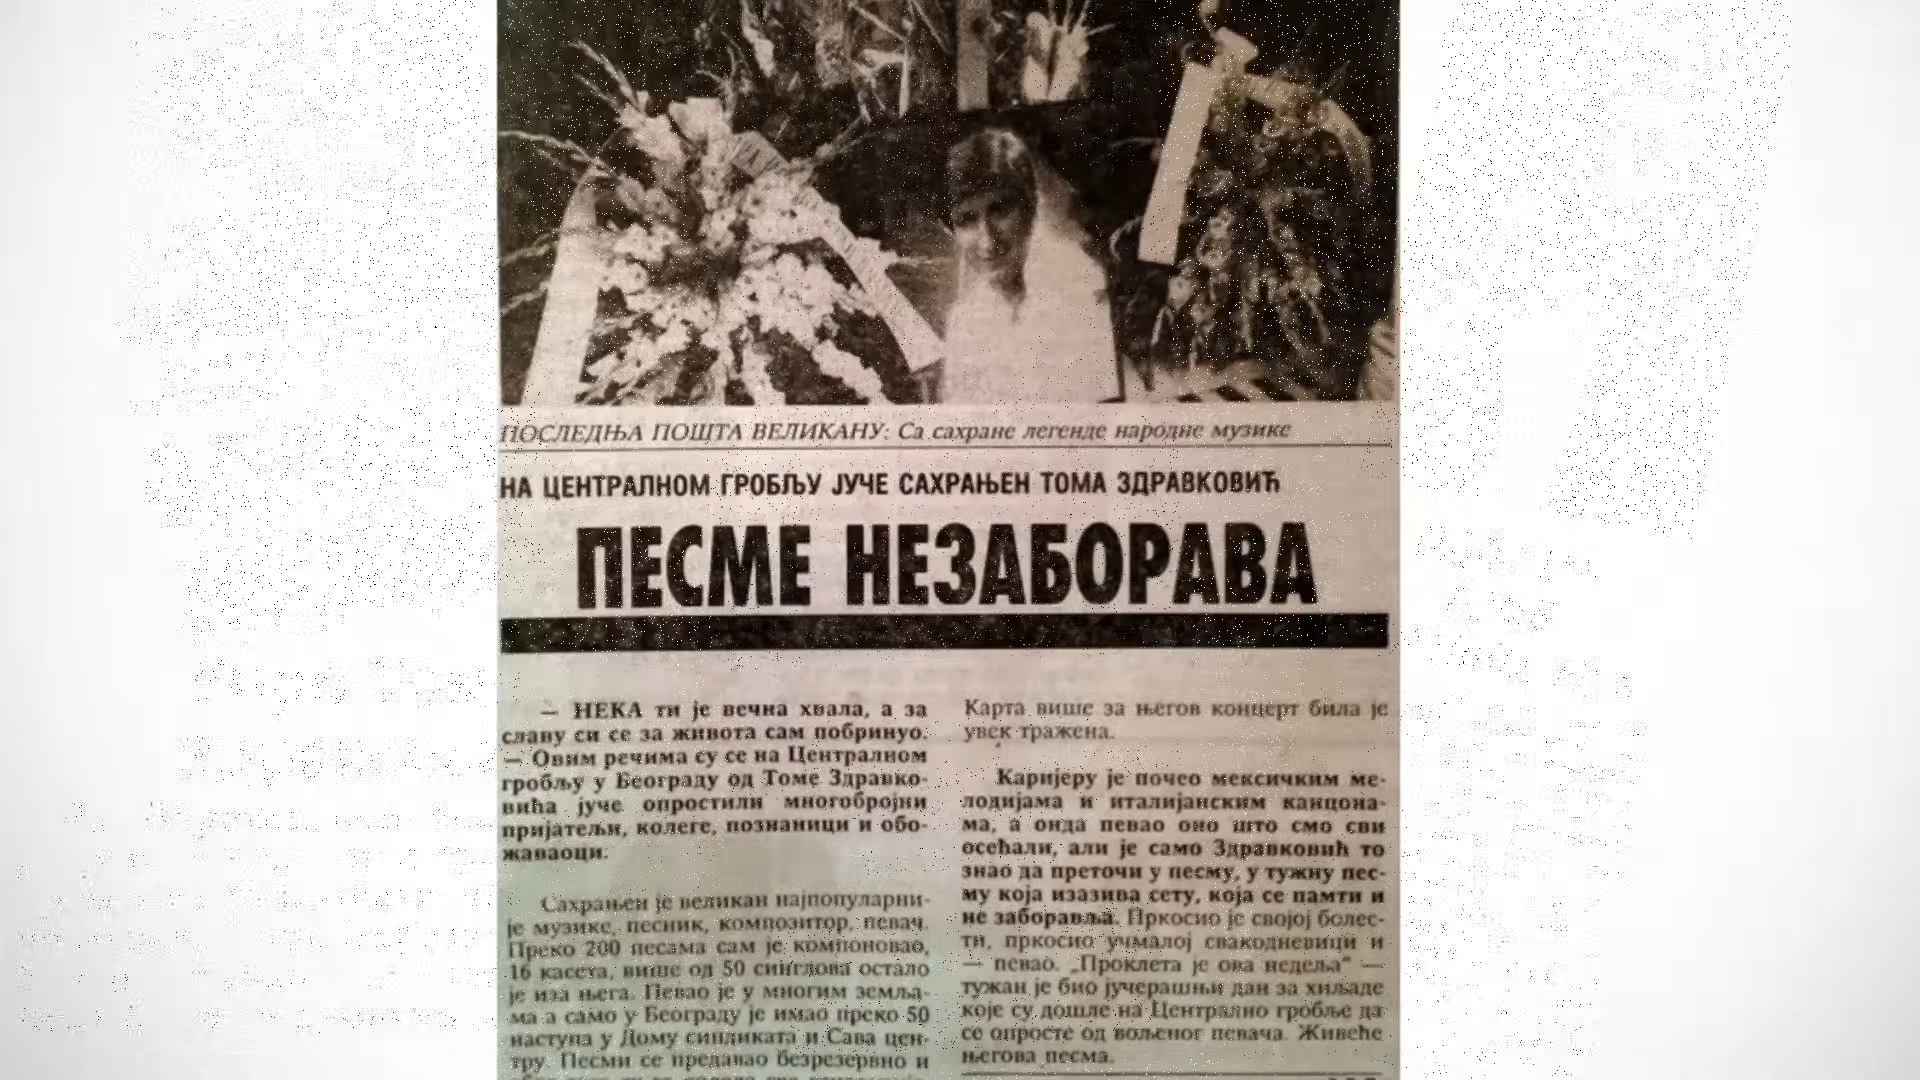 ПОСЛЕДЊА ПОШТА ВЕЛИКАНУ: Са сахране легенде народне музике
НА ЦЕНТРАЛНОМ ГРОБЉУ ЈУЧЕ САХРАЊЕН ТОМА ЗДРАВКОВИЋ
ПЕСМЕ НЕЗАБОРАВА
— НЕКА ти је вечна хвала, а за
славу си се за живота сам побринуо.
— Овим речима су се на Централном
гробљу у Београду од Томе Здравко-
вића јуче опростили многобројни
пријатељи, колеге, познаници и обо-
жаваоци.
Сахрањен је великан најпопуларни-
је музике, песник, композитор, певач.
Преко 200 песама сам је компоновао,
16 касета, више од 50 синглова остало
је иза њега. Певао је у многим земља-
ма а само у Београду је имао преко 50
наступа у Дому синдиката и Сава цен-
тру. Песми се предавао безрезервно и
Карта више за његов концерт била је
увек тражена.
Каријеру је почео мексичким ме-
лодијама и италијанским канцона-
ма, а онда певао оно што смо сви
осећали, али је само Здравковић то
знао да преточи у песму, у тужну пес-
му која изазива сету, која се памти и
не заборавља. Пркосио је својој болес-
ти, пркосио учмалој свакодневици и
— певао. „Проклета је ова недеља“ —
тужан је био јучерашњи дан за хиљаде
које су дошле на Централно гробље да
се опросте од вољеног певача. Живеће
његова песма.